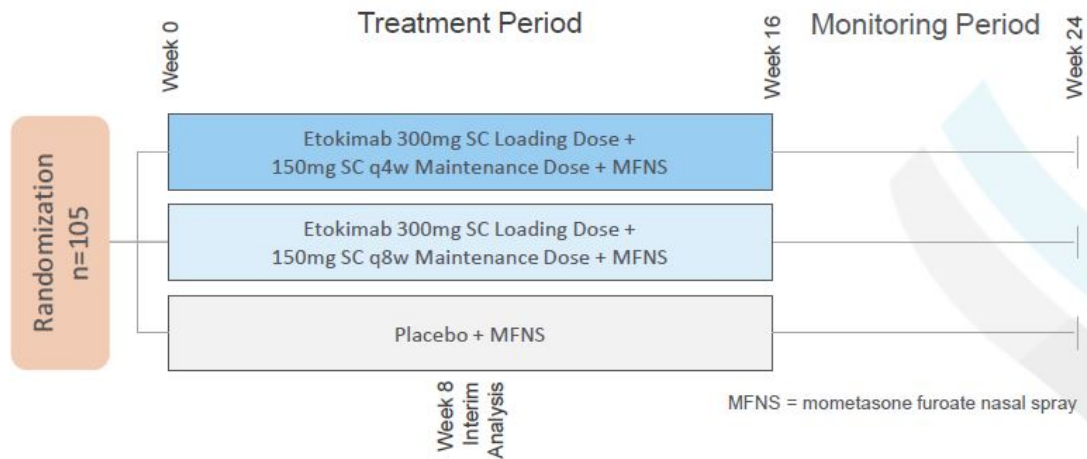 Treatment Period
Monitoring Period
Week 0
Week 16
Week 24
Randomization
n=105
Etokimab 300mg SC Loading Dose +
150mg SC q4w Maintenance Dose + MFNS
Etokimab 300mg SC Loading Dose +
150mg SC q8w Maintenance Dose + MFNS
Placebo + MFNS
Week 8
Interim
Analysis
MFNS = mometasone furoate nasal spray